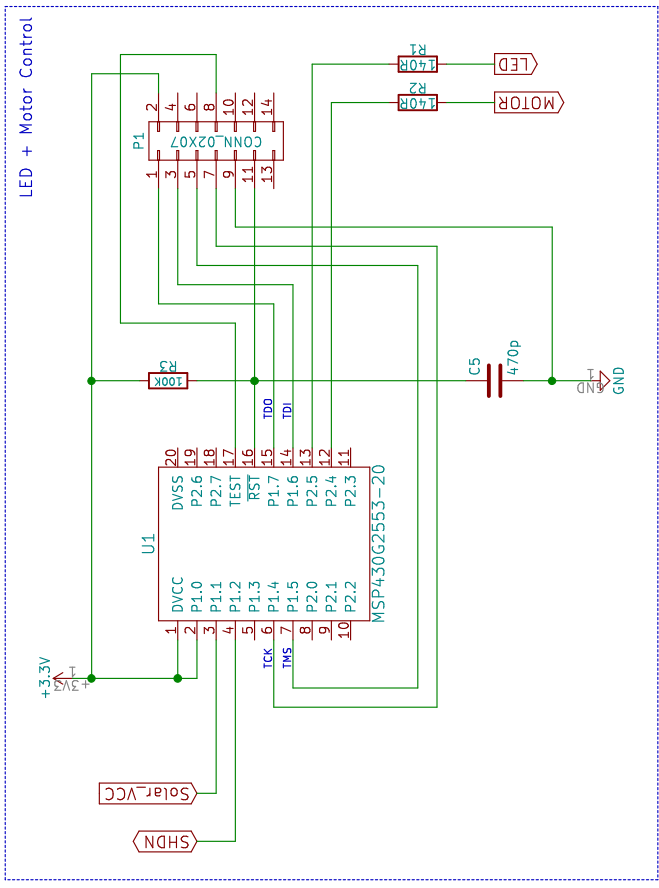 LED + Motor Control
R1
140R
LED
R2
140R
MOTOR
2
4
6
8
10
12
14
P1
CONN_02X07
1
3
5
7
9
11
13
R3
100K
C5
470p
1
GND
GND
TDO
TDI
20
19
18
17
16
15
14
13
12
11
DVSS
P2.6
P2.7
TEST
RST
P1.7
P1.6
P2.5
P2.4
P2.3
U1
MSP430G2553-20
DVCC
P1.0
P1.1
P1.2
P1.3
P1.4
P1.5
P2.0
P2.1
P2.2
1
2
3
4
5
6
7
8
9
10
TCK
TMS
+3.3V
1
+3V3
Solar_VCC
SHDN